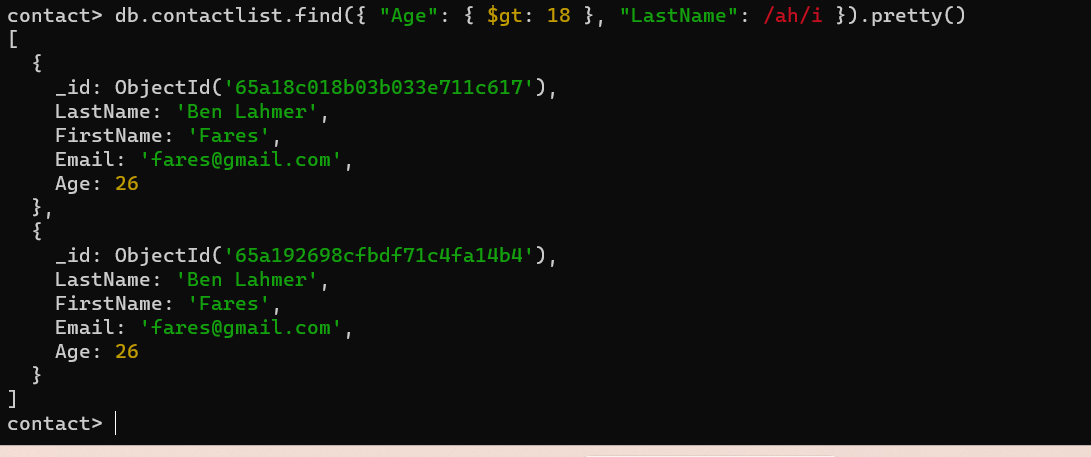 contact> db.contactlist.find({ "Age": { $gt: 18 }, "LastName": /ah/i }).pretty()
[
  {
    _id: ObjectId('65a18c018b03b033e711c617'),
    LastName: 'Ben Lahmer',
    FirstName: 'Fares',
    Email: 'fares@gmail.com',
    Age: 26
  },
  {
    _id: ObjectId('65a192698cfbdf71c4fa14b4'),
    LastName: 'Ben Lahmer',
    FirstName: 'Fares',
    Email: 'fares@gmail.com',
    Age: 26
  }
]
contact>